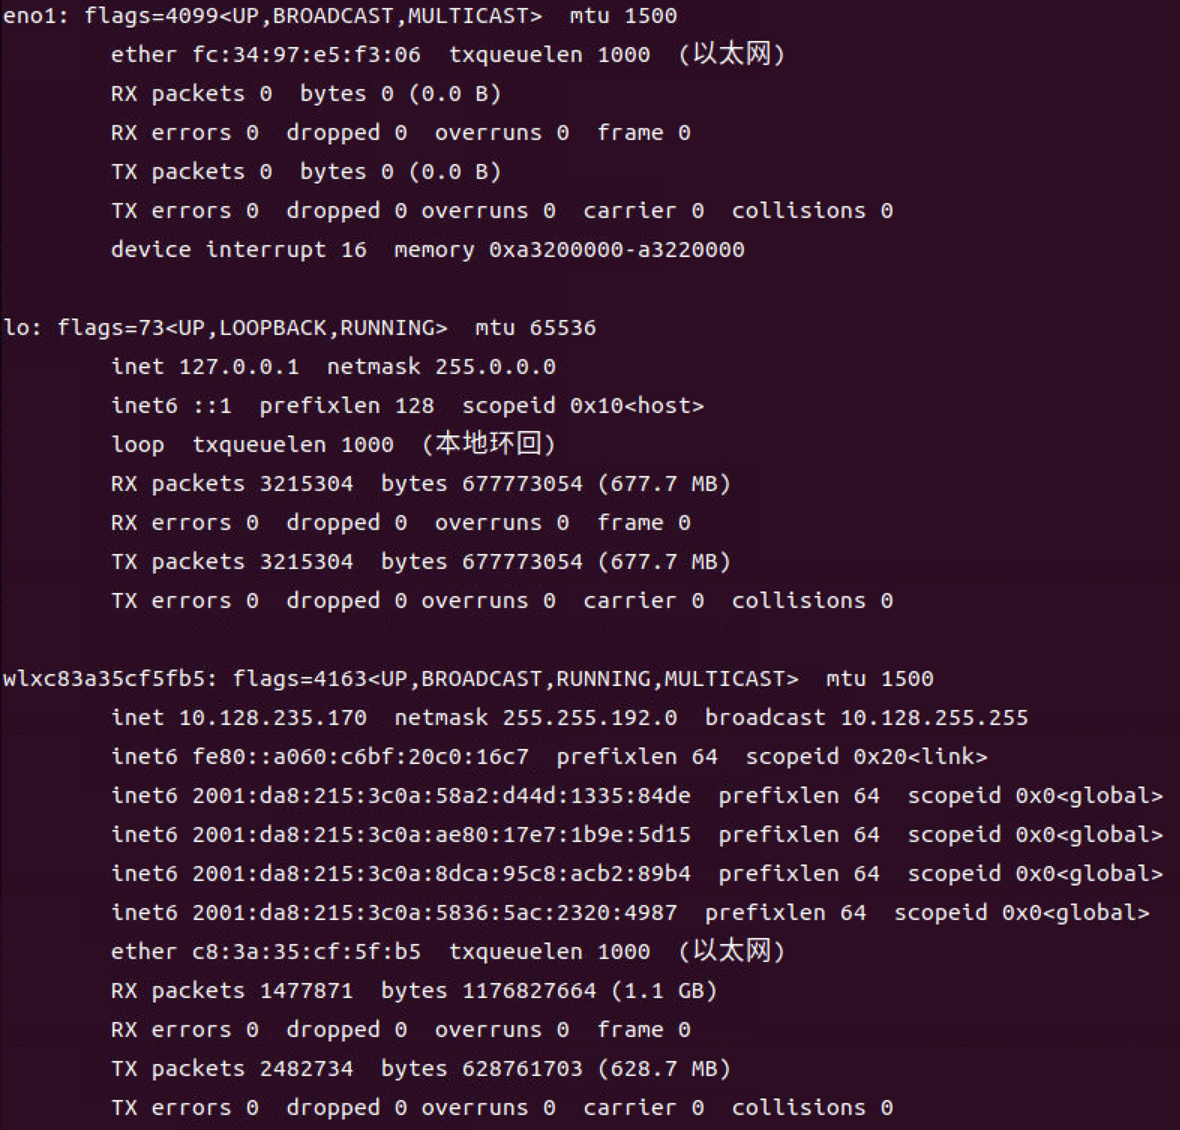 eno1: flags=4099<UP,BROADCAST,MULTICAST>  mtu 1500
        ether fc:34:97:e5:f3:06  txqueuelen 1000  (以太网)
        RX packets 0  bytes 0 (0.0 B)
        RX errors 0  dropped 0  overruns 0  frame 0
        TX packets 0  bytes 0 (0.0 B)
        TX errors 0  dropped 0 overruns 0  carrier 0  collisions 0
        device interrupt 16  memory 0xa3200000-a3220000
lo: flags=73<UP,LOOPBACK,RUNNING>  mtu 65536
        inet 127.0.0.1  netmask 255.0.0.0
        inet6 ::1  prefixlen 128  scopeid 0x10<host>
        loop  txqueuelen 1000  (本地环回)
        RX packets 3215304  bytes 677773054 (677.7 MB)
        RX errors 0  dropped 0  overruns 0  frame 0
        TX packets 3215304  bytes 677773054 (677.7 MB)
        TX errors 0  dropped 0 overruns 0  carrier 0  collisions 0
wlxc83a35cf5fb5: flags=4163<UP,BROADCAST,RUNNING,MULTICAST>  mtu 1500
        inet 10.128.235.170  netmask 255.255.192.0  broadcast 10.128.255.255
        inet6 fe80::a060:c6bf:20c0:16c7  prefixlen 64  scopeid 0x20<link>
        inet6 2001:da8:215:3c0a:58a2:d44d:1335:84de  prefixlen 64  scopeid 0x0<global>
        inet6 2001:da8:215:3c0a:ae80:17e7:1b9e:5d15  prefixlen 64  scopeid 0x0<global>
        inet6 2001:da8:215:3c0a:8dca:95c8:acb2:89b4  prefixlen 64  scopeid 0x0<global>
        inet6 2001:da8:215:3c0a:5836:5ac:2320:4987  prefixlen 64  scopeid 0x0<global>
        ether c8:3a:35:cf:5f:b5  txqueuelen 1000  (以太网)
        RX packets 1477871  bytes 1176827664 (1.1 GB)
        RX errors 0  dropped 0  overruns 0  frame 0
        TX packets 2482734  bytes 628761703 (628.7 MB)
        TX errors 0  dropped 0 overruns 0  carrier 0  collisions 0